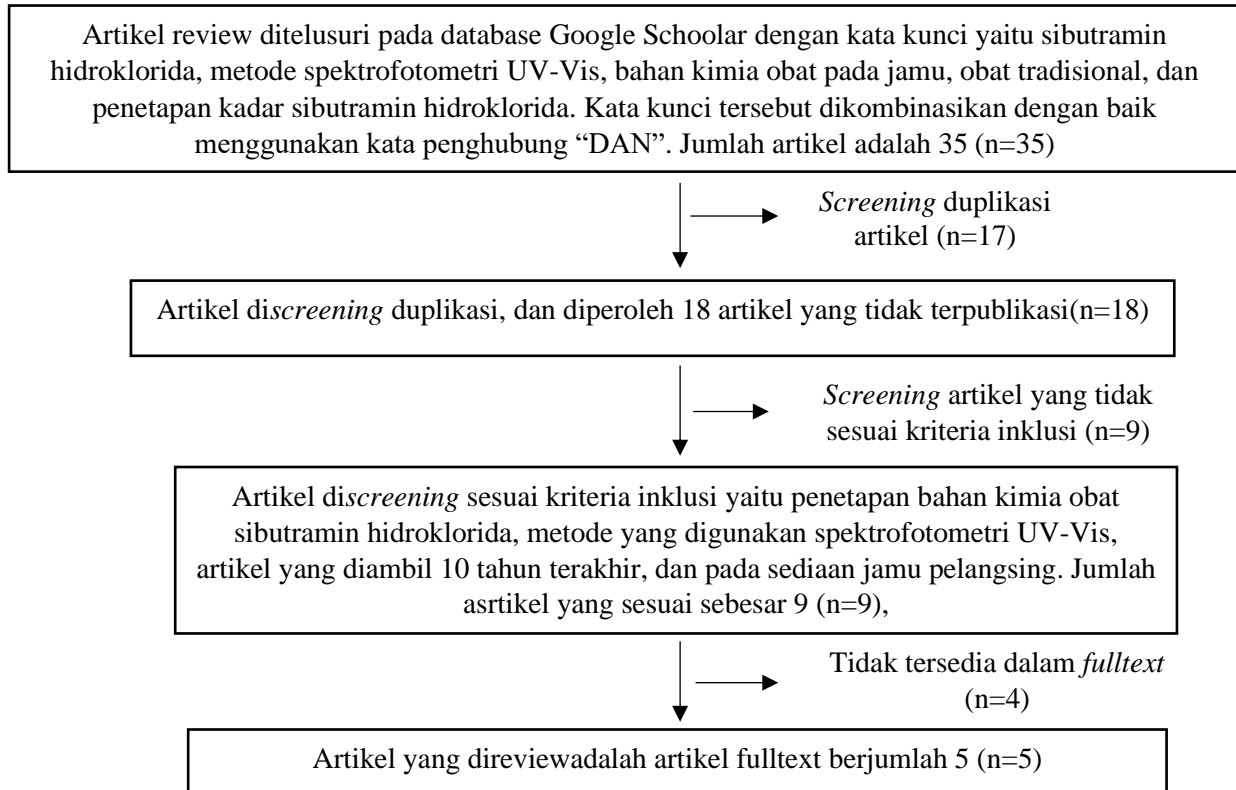 Artikel review ditelusuri pada database Google Schoolar dengan kata kunci yaitu sibutramin
hidroklorida, metode spektrofotometri UV-Vis, bahan kimia obat pada jamu, obat tradisional, dan
penetapan kadar sibutramin hidroklorida. Kata kunci tersebut dikombinasikan dengan baik
menggunakan kata penghubung “DAN”. Jumlah artikel adalah 35 (n=35)
Screening duplikasi
artikel (n=17)
Artikel discreening duplikasi, dan diperoleh 18 artikel yang tidak terpublikasi(n=18)
Screening artikel yang tidak
sesuai kriteria inklusi (n=9)
Artikel discreening sesuai kriteria inklusi yaitu penetapan bahan kimia obat
sibutramin hidroklorida, metode yang digunakan spektrofotometri UV-Vis,
artikel yang diambil 10 tahun terakhir, dan pada sediaan jamu pelangsing. Jumlah
asrtikel yang sesuai sebesar 9 (n=9),
Tidak tersedia dalam fulltext
(n=4)
Artikel yang direviewadalah artikel fulltext berjumlah 5 (n=5)